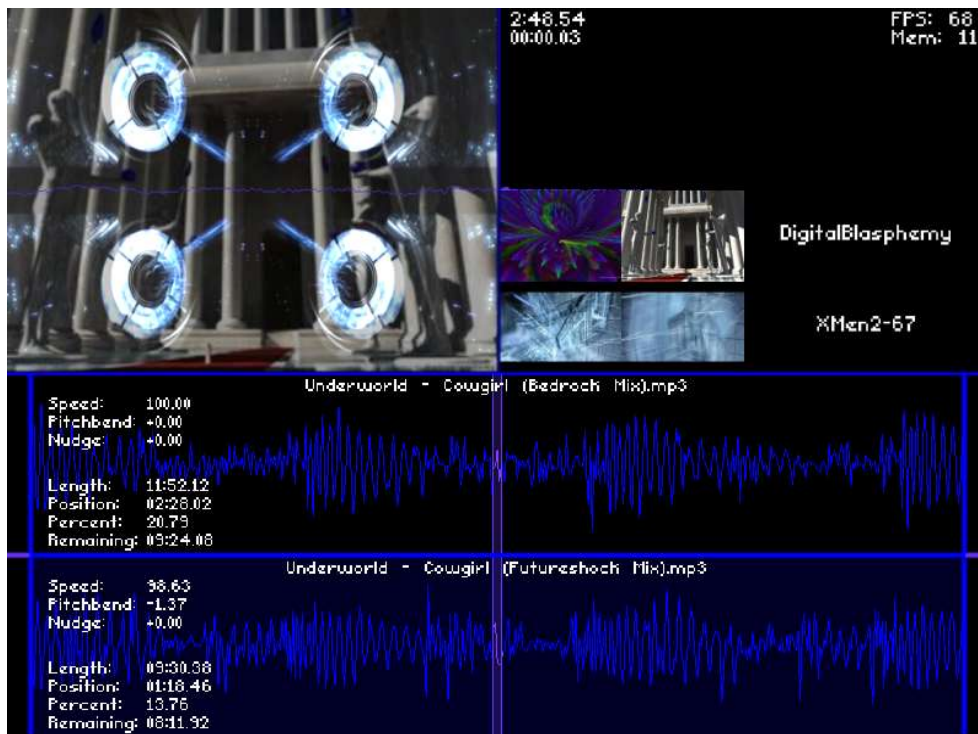 2:48.54 FPS: 68
00:00.03 Mem: 11
DigitalBlasphemy
XMen2-67
Underworld - Cowgirl (Bedrock Mix).mp3
Speed: 100.00
Pitchbend: +0.00
Nudge: +0.00
Length: 11:52.12
Position: 02:28.02
Percent: 20.79
Remaining: 09:24.08
Underworld - Cowgirl (Futureshock Mix).mp3
Speed: 98.63
Pitchbend: -1.37
Nudge: +0.00
Length: 09:30.38
Position: 01:18.46
Percent: 13.76
Remaining: 08:11.92